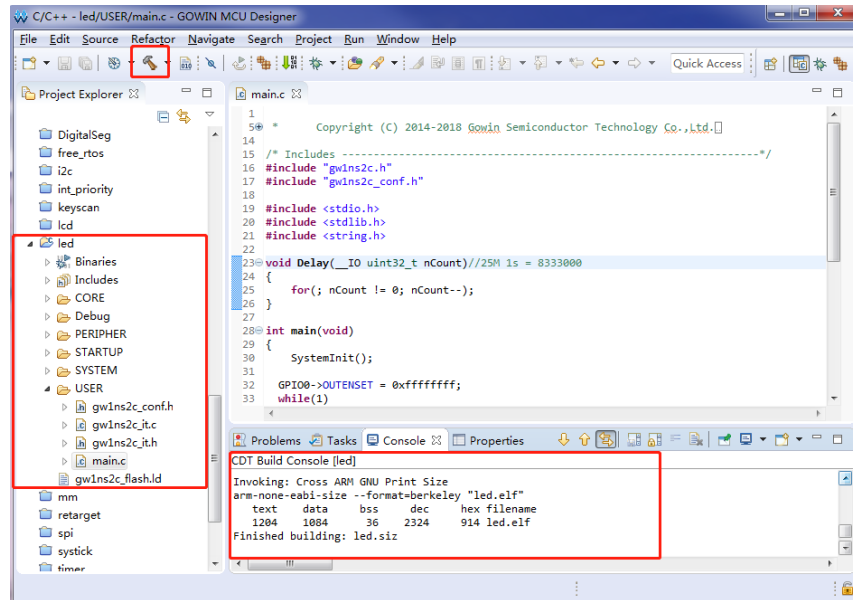 C/C++ - led/USER/main.c - GOWIN MCU Designer
File Edit Source Refactor Navigate Search Project Run Window Help
Quick Access
Project Explorer
DigitalSeg
free_rtos
i2c
int_priority
keyscan
lcd
led
Binaries
Includes
CORE
Debug
PERIPHER
STARTUP
SYSTEM
USER
gw1ns2c_conf.h
gw1ns2c_it.c
gw1ns2c_it.h
main.c
gw1ns2c_flash.ld
mm
retarget
spi
systick
timer
main.c
1
5 * Copyright (C) 2014-2018 Gowin Semiconductor Technology Co.,Ltd.
14
15 /* Includes ------------------------------------------------------------------*/
16 #include "gw1ns2c.h"
17 #include "gw1ns2c_conf.h"
18
19 #include <stdio.h>
20 #include <stdlib.h>
21 #include <string.h>
22
23 void Delay(__IO uint32_t nCount)//25M 1s = 8333000
24 {
25 for(; nCount != 0; nCount--);
26 }
27
28 int main(void)
29 {
30 SystemInit();
31
32 GPIO0->OUTENSET = 0xffffffff;
33 while(1)
Problems Tasks Console Properties
CDT Build Console [led]
Invoking: Cross ARM GNU Print Size
arm-none-eabi-size --format=berkeley "led.elf"
text data bss dec hex filename
1204 1084 36 2324 914 led.elf
Finished building: led.siz